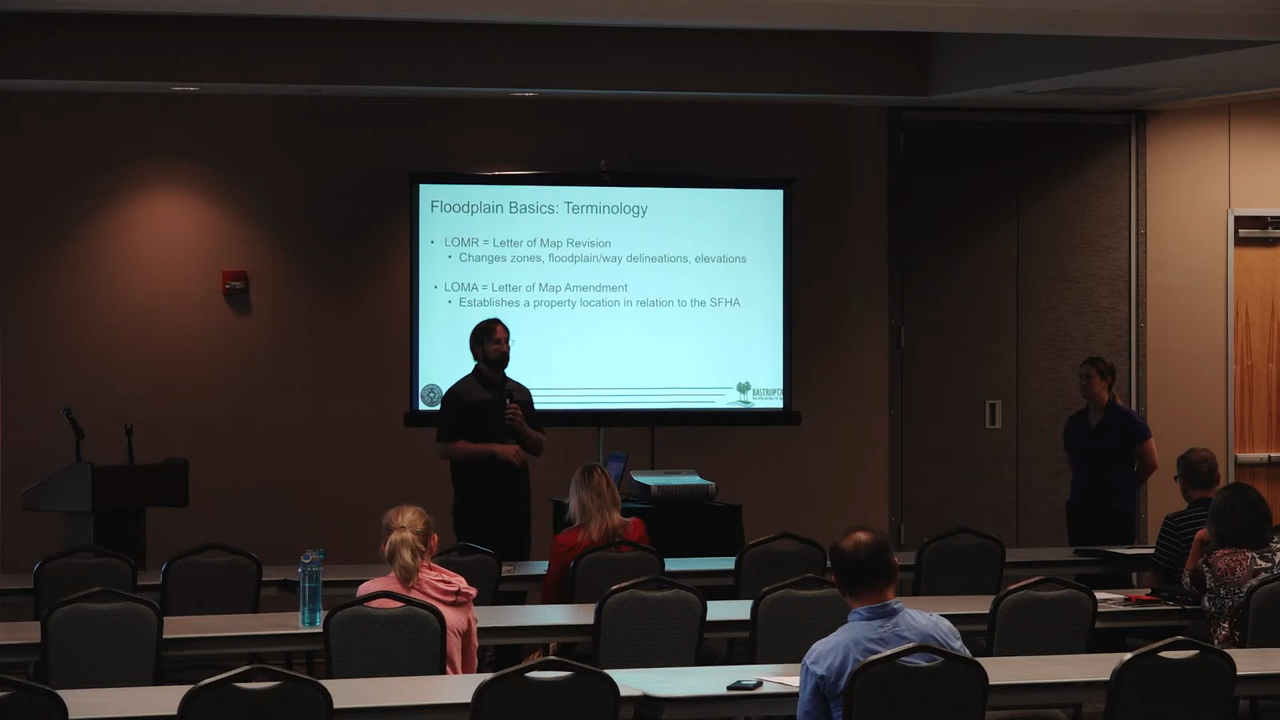 Floodplain Basics: Terminology
• LOMR = Letter of Map Revision
• Changes zones, floodplain/way delineations, elevations
• LOMA = Letter of Map Amendment
• Establishes a property location in relation to the SFHA
BASTROPTX